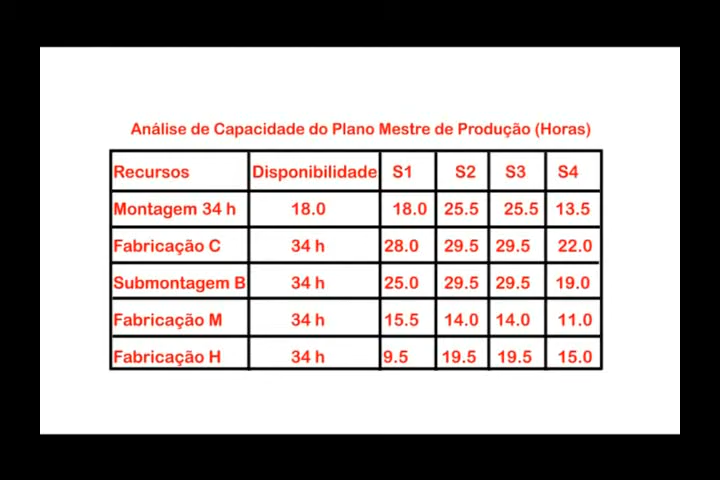 Análise de Capacidade do Plano Mestre de Produção (Horas)
Recursos Disponibilidade S1 S2 S3 S4
Montagem 34 h 18.0 18.0 25.5 25.5 13.5
Fabricação C 34 h 28.0 29.5 29.5 22.0
Submontagem B 34 h 25.0 29.5 29.5 19.0
Fabricação M 34 h 15.5 14.0 14.0 11.0
Fabricação H 34 h 9.5 19.5 19.5 15.0